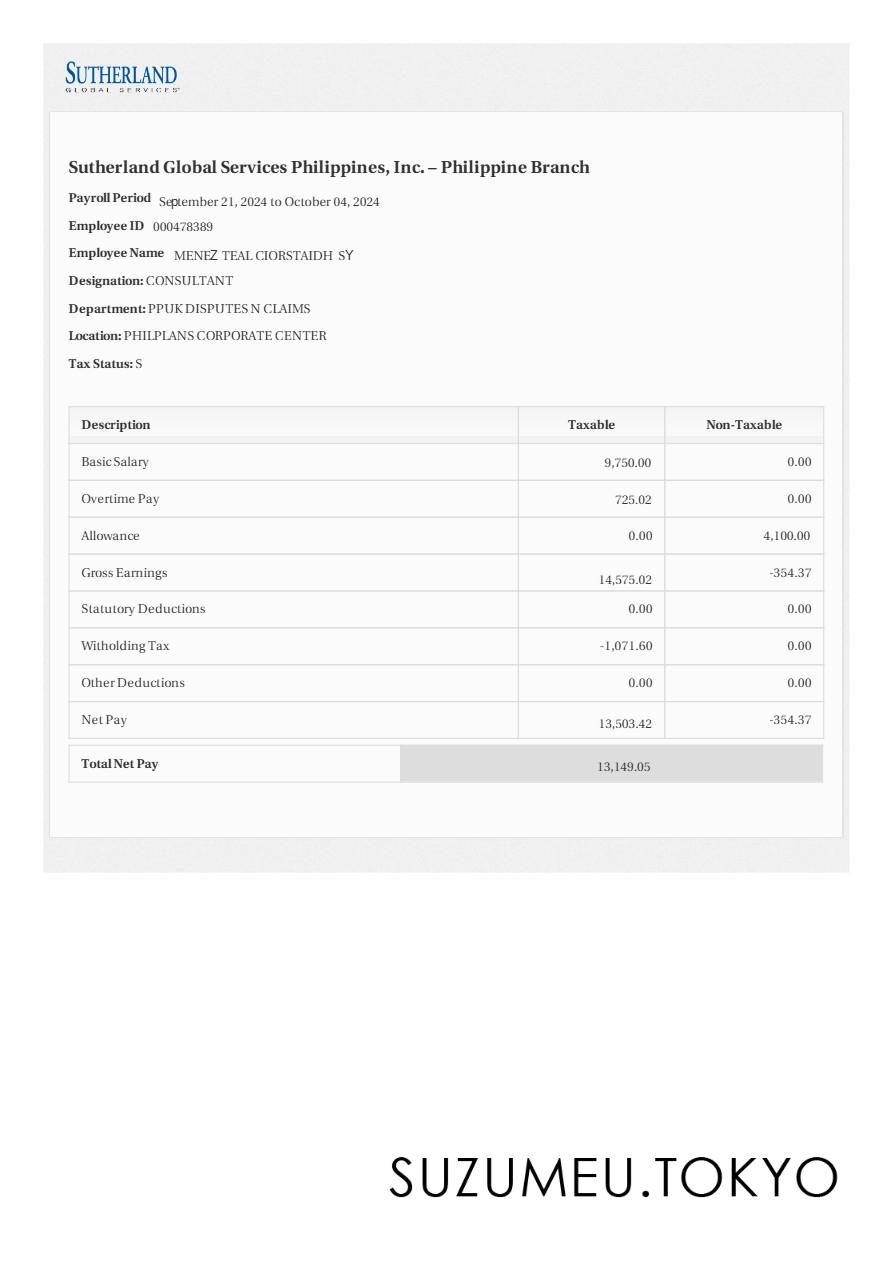 SUTHERLAND
GLOBAL SERVICES
Sutherland Global Services Philippines, Inc. – Philippine Branch
Payroll Period September 21, 2024 to October 04, 2024
Employee ID 000478389
Employee Name MENEZ TEAL CIORSTAIDH SY
Designation: CONSULTANT
Department: PPUK DISPUTES N CLAIMS
Location: PHILPLANS CORPORATE CENTER
Tax Status: S
Description Taxable Non-Taxable
Basic Salary 9,750.00 0.00
Overtime Pay 725.02 0.00
Allowance 0.00 4,100.00
Gross Earnings 14,575.02 -354.37
Statutory Deductions 0.00 0.00
Witholding Tax -1,071.60 0.00
Other Deductions 0.00 0.00
Net Pay 13,503.42 -354.37
Total Net Pay 13,149.05
SUZUMEU.TOKYO